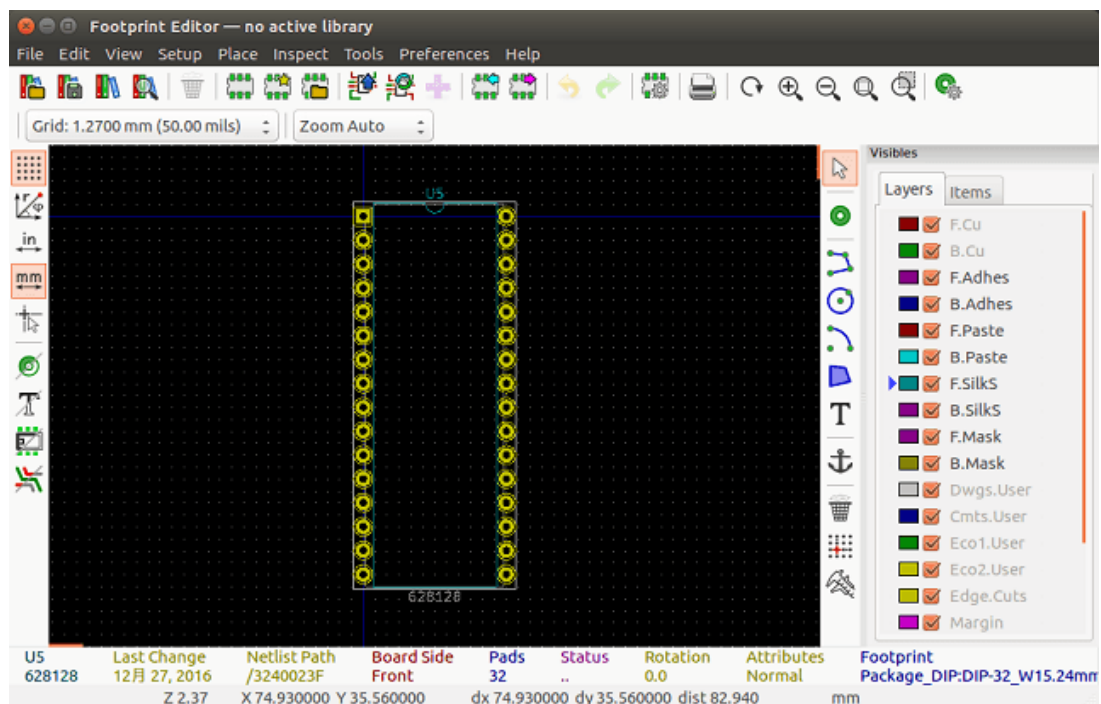 Footprint Editor — no active library
File Edit View Setup Place Inspect Tools Preferences Help
Grid: 1.2700 mm (50.00 mils) Zoom Auto
Visibles
Layers Items
in
mm
T
U5
628128
F.Cu
B.Cu
F.Adhes
B.Adhes
F.Paste
B.Paste
F.SilkS
B.SilkS
F.Mask
B.Mask
Dwgs.User
Cmts.User
Eco1.User
Eco2.User
Edge.Cuts
Margin
U5 Last Change Netlist Path Board Side Pads Status Rotation Attributes Footprint
628128 12月 27, 2016 /3240023F Front 32 .. 0.0 Normal Package_DIP:DIP-32_W15.24mm
Z 2.37 X 74.930000 Y 35.560000 dx 74.930000 dy 35.560000 dist 82.940 mm